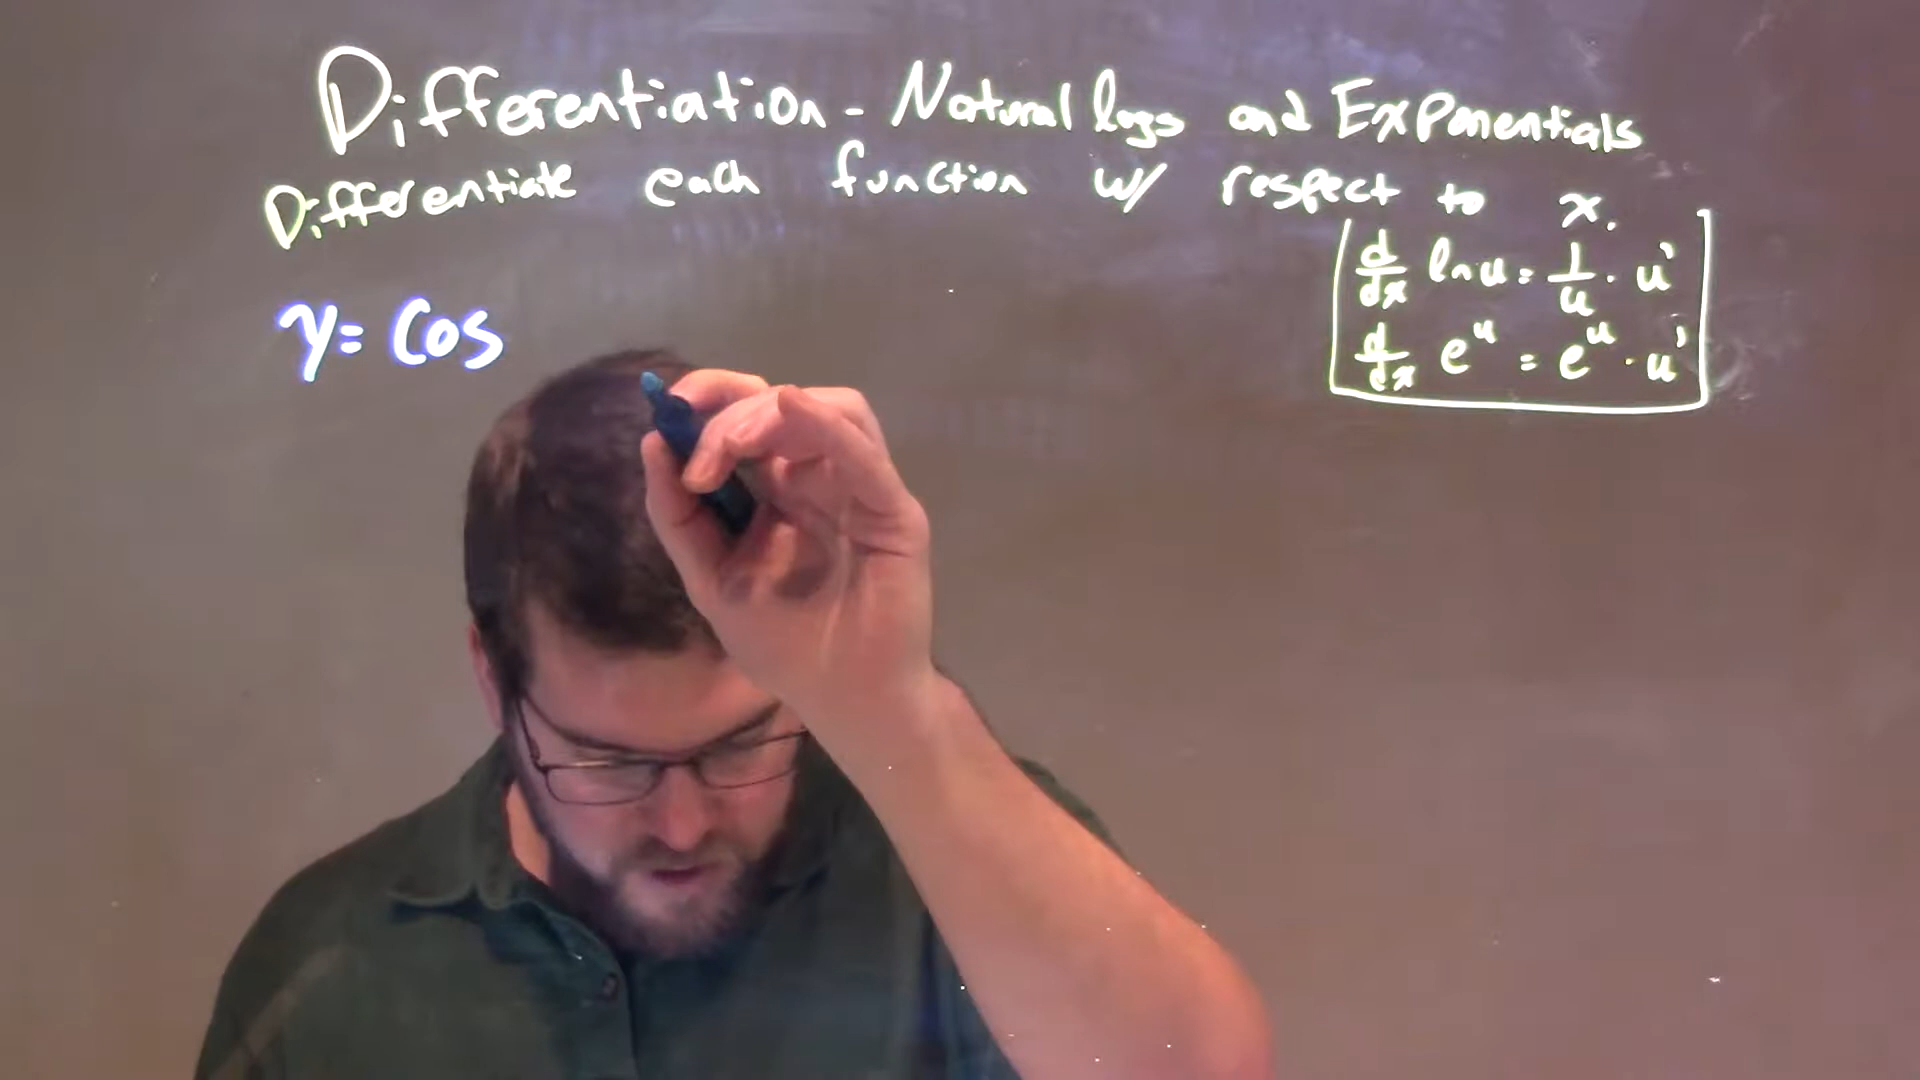 Differentiation - Natural logs and Exponentials
Differentiate each function w/ respect to x.
d/dx ln u = 1/u · u'
y = cos
d/dx e^u = e^u · u'